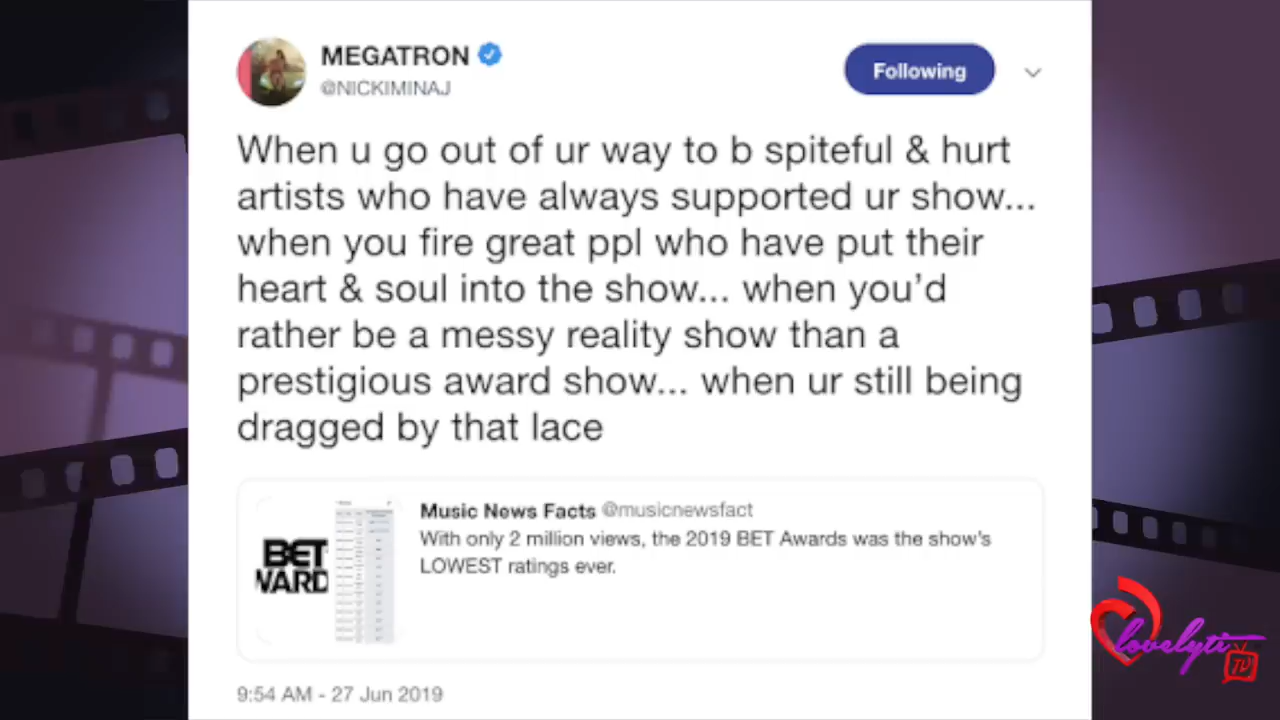 MEGATRON
@NICKIMINAJ
Following
When u go out of ur way to b spiteful & hurt
artists who have always supported ur show...
when you fire great ppl who have put their
heart & soul into the show... when you'd
rather be a messy reality show than a
prestigious award show... when ur still being
dragged by that lace
BET
WARD
Music News Facts @musicnewsfact
With only 2 million views, the 2019 BET Awards was the show's
LOWEST ratings ever.
9:54 AM - 27 Jun 2019
lovelyti
TV